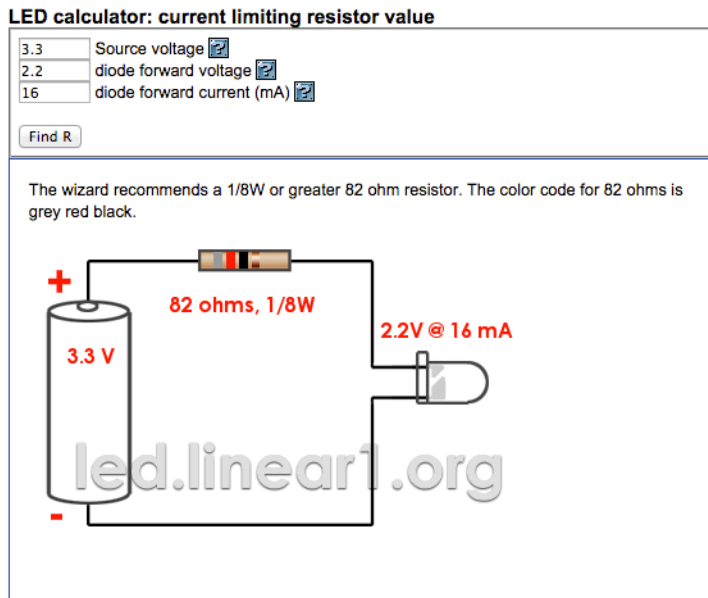 LED calculator: current limiting resistor value
3.3 Source voltage ?
2.2 diode forward voltage ?
16 diode forward current (mA) ?
Find R
The wizard recommends a 1/8W or greater 82 ohm resistor. The color code for 82 ohms is
grey red black.
+
82 ohms, 1/8W
2.2V @ 16 mA
3.3 V
led.linear1.org
-